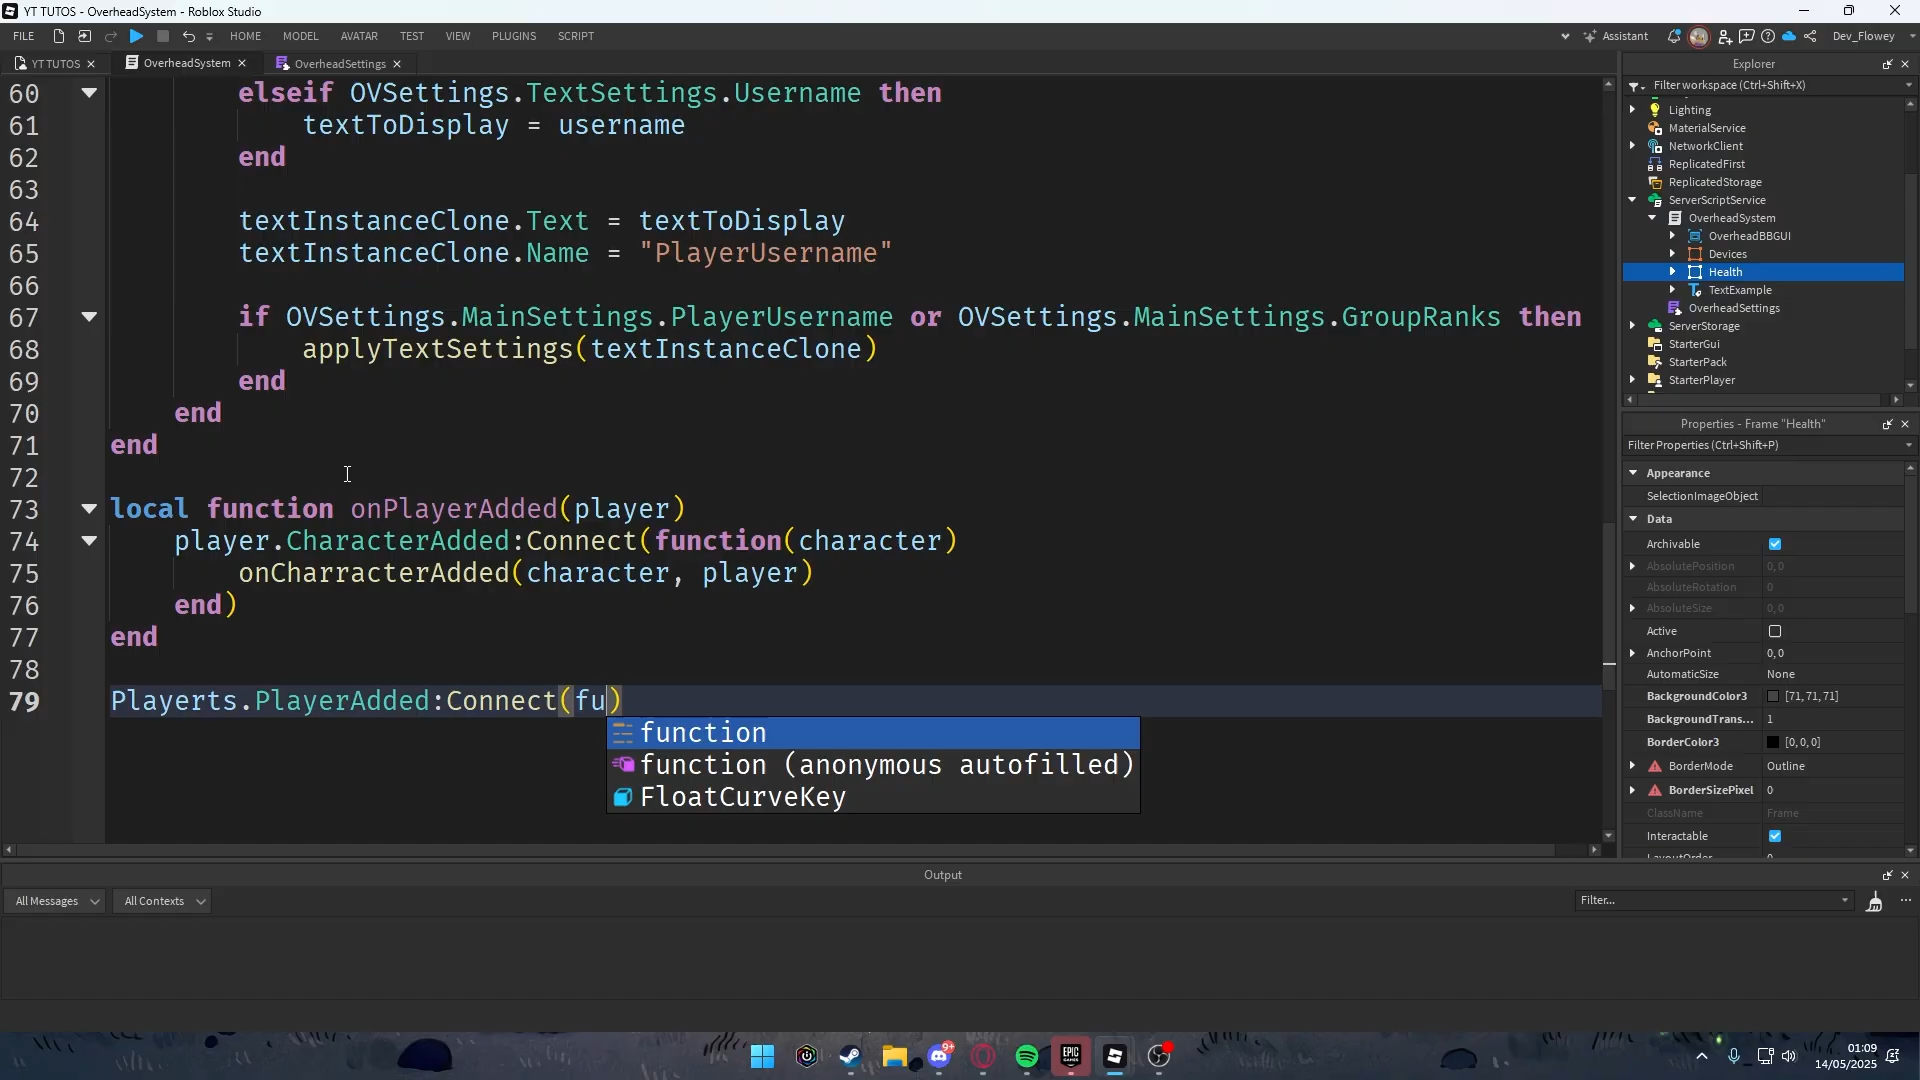 YT TUTOS - OverheadSystem - Roblox Studio
FILE HOME MODEL AVATAR TEST VIEW PLUGINS SCRIPT Assistant Dev_Flowey
YT TUTOS OverheadSystem OverheadSettings
60 elseif OVSettings.TextSettings.Username then
61 textToDisplay = username
62 end
63
64 textInstanceClone.Text = textToDisplay
65 textInstanceClone.Name = "PlayerUsername"
66
67 if OVSettings.MainSettings.PlayerUsername or OVSettings.MainSettings.GroupRanks then
68 applyTextSettings(textInstanceClone)
69 end
70 end
71 end
72
73 local function onPlayerAdded(player)
74 player.CharacterAdded:Connect(function(character)
75 onCharracterAdded(character, player)
76 end)
77 end
78
79 Playerts.PlayerAdded:Connect(fu)
function
function (anonymous autofilled)
FloatCurveKey
Explorer
Filter workspace (Ctrl+Shift+X)
Lighting
MaterialService
NetworkClient
ReplicatedFirst
ReplicatedStorage
ServerScriptService
OverheadSystem
OverheadBBGUI
Devices
Health
TextExample
OverheadSettings
ServerStorage
StarterGui
StarterPack
StarterPlayer
Properties - Frame "Health"
Filter Properties (Ctrl+Shift+P)
Appearance
SelectionImageObject
Data
Archivable
AbsolutePosition 0, 0
AbsoluteRotation 0
AbsoluteSize 0, 0
Active
AnchorPoint 0, 0
AutomaticSize None
BackgroundColor3 [71, 71, 71]
BackgroundTrans... 1
BorderColor3 [0, 0, 0]
BorderMode Outline
BorderSizePixel 0
ClassName Frame
Interactable
LayoutOrder 0
Output
All Messages All Contexts Filter...
9+ EPIC GAMES
01:09
14/05/2025